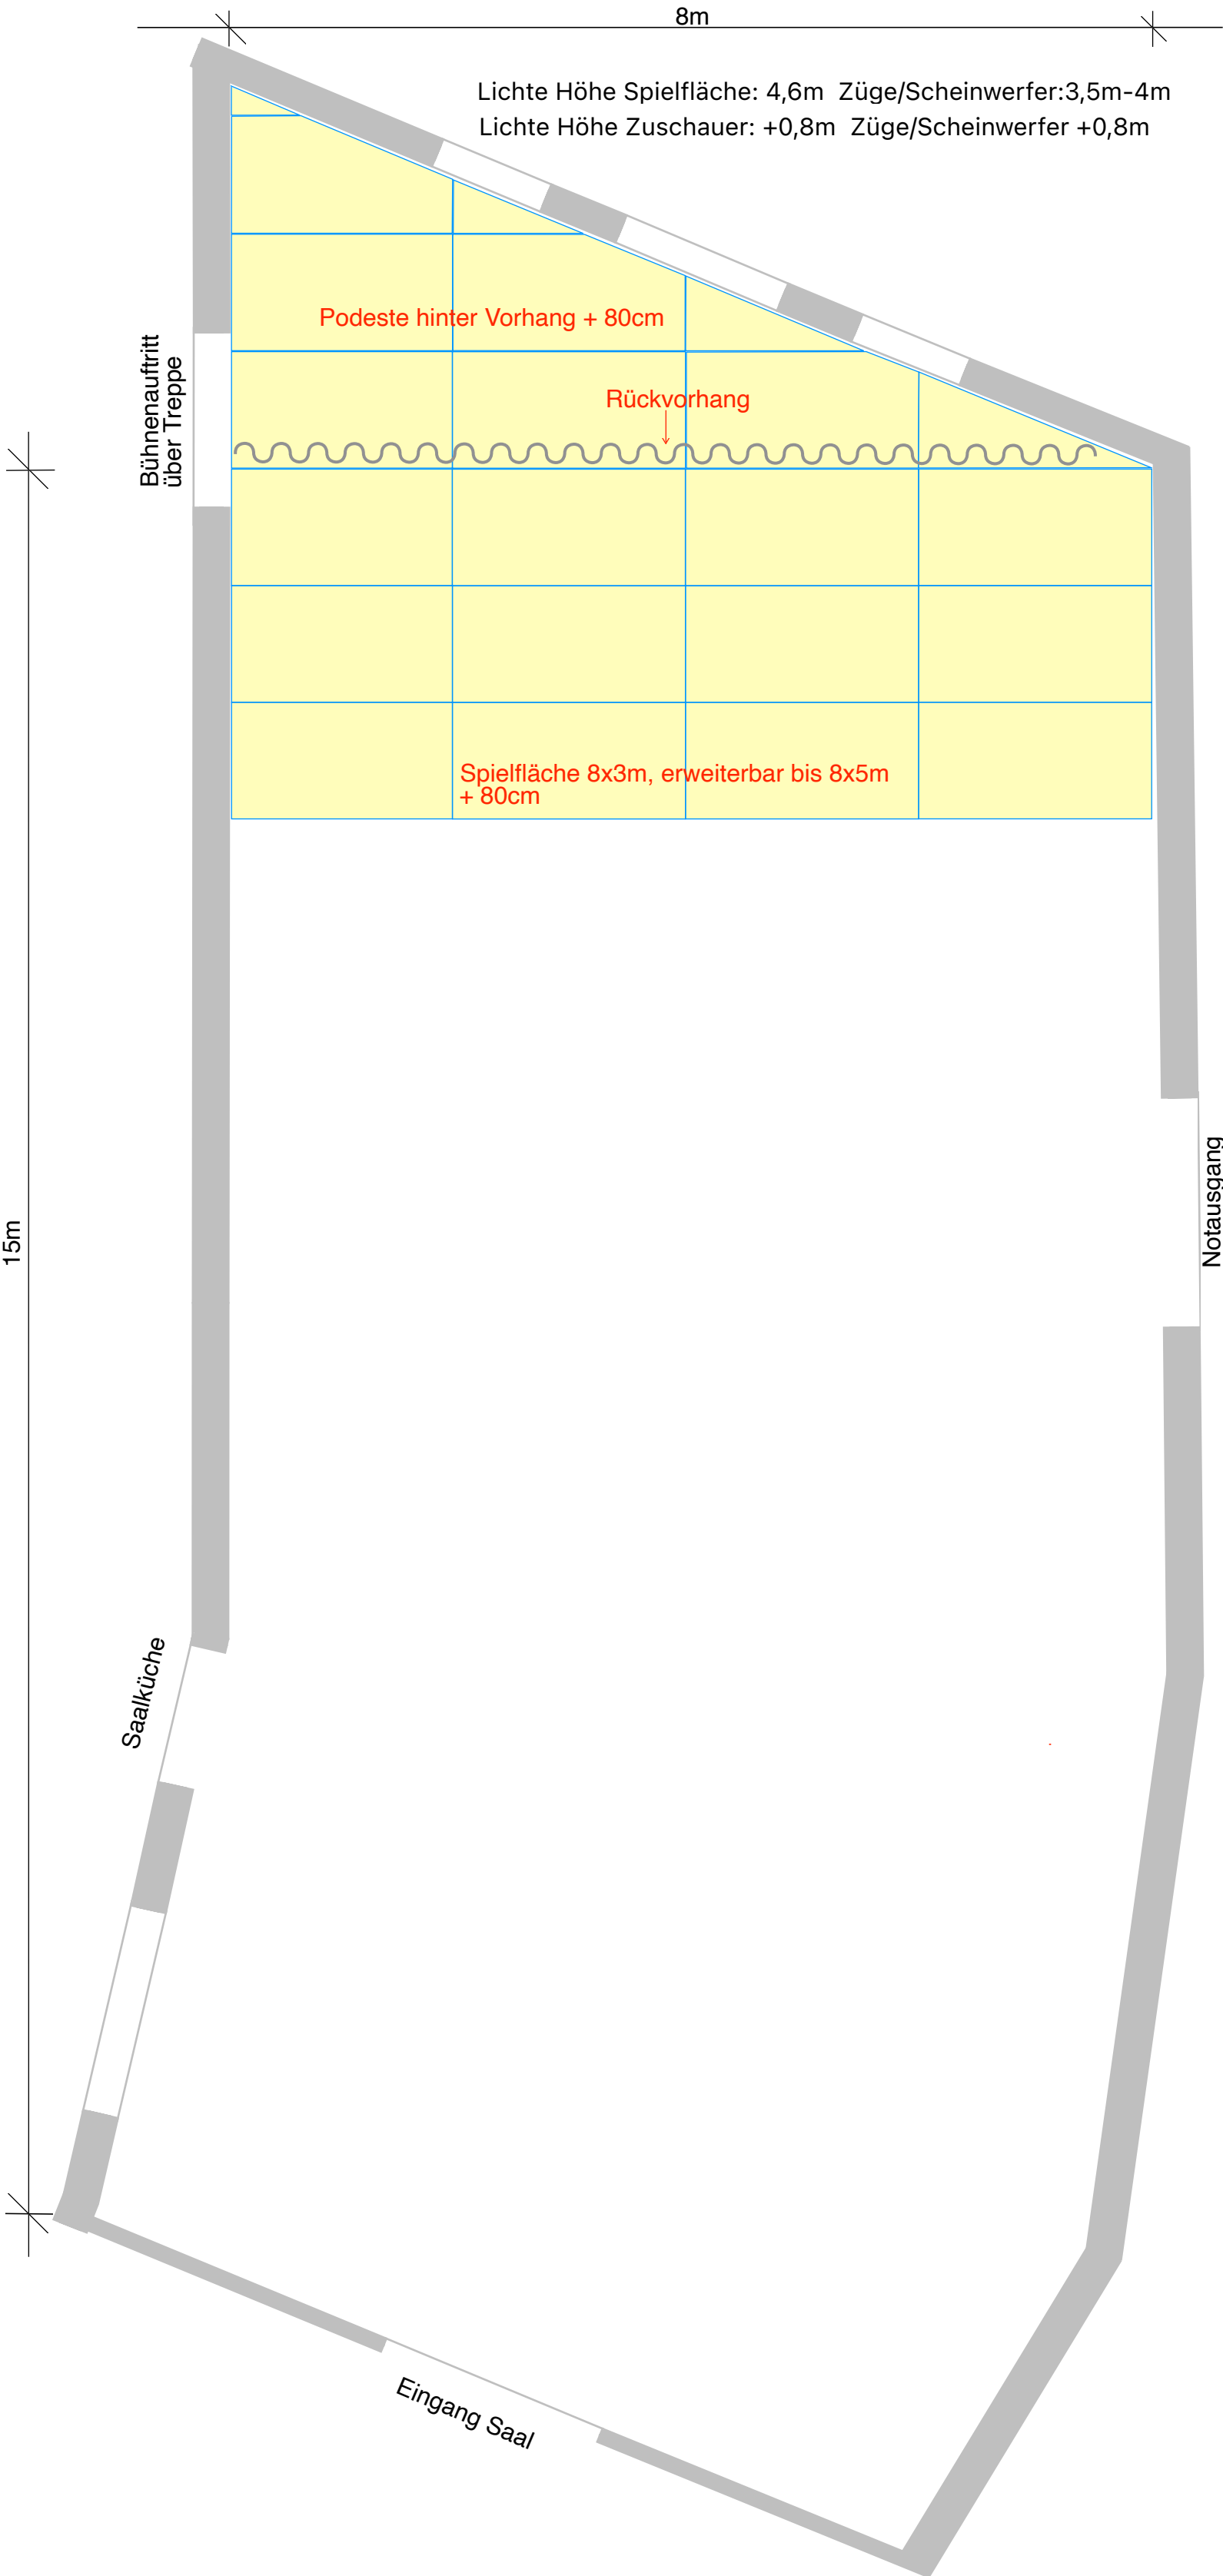 8m
Lichte Höhe Spielfläche: 4,6m  Züge/Scheinwerfer:3,5m-4m
Lichte Höhe Zuschauer: +0,8m  Züge/Scheinwerfer +0,8m
Podeste hinter Vorhang + 80cm
Bühnenauftritt
über Treppe
Rückvorhang
Spielfläche 8x3m, erweiterbar bis 8x5m
+ 80cm
Notausgang
15m
Saalküche
Eingang Saal